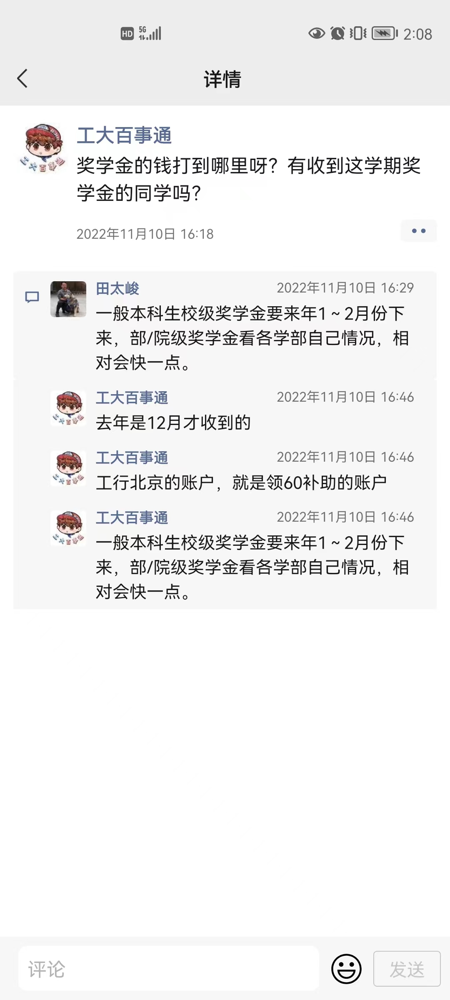 HD 5G 2:08
详情
工大百事通
奖学金的钱打到哪里呀？有收到这学期奖
学金的同学吗？
2022年11月10日 16:18
田太峻 2022年11月10日 16:29
一般本科生校级奖学金要来年1~2月份下
来，部/院级奖学金看各学部自己情况，相
对会快一点。
工大百事通 2022年11月10日 16:46
去年是12月才收到的
工大百事通 2022年11月10日 16:46
工行北京的账户，就是领60补助的账户
工大百事通 2022年11月10日 16:46
一般本科生校级奖学金要来年1~2月份下
来，部/院级奖学金看各学部自己情况，相
对会快一点。
评论 发送